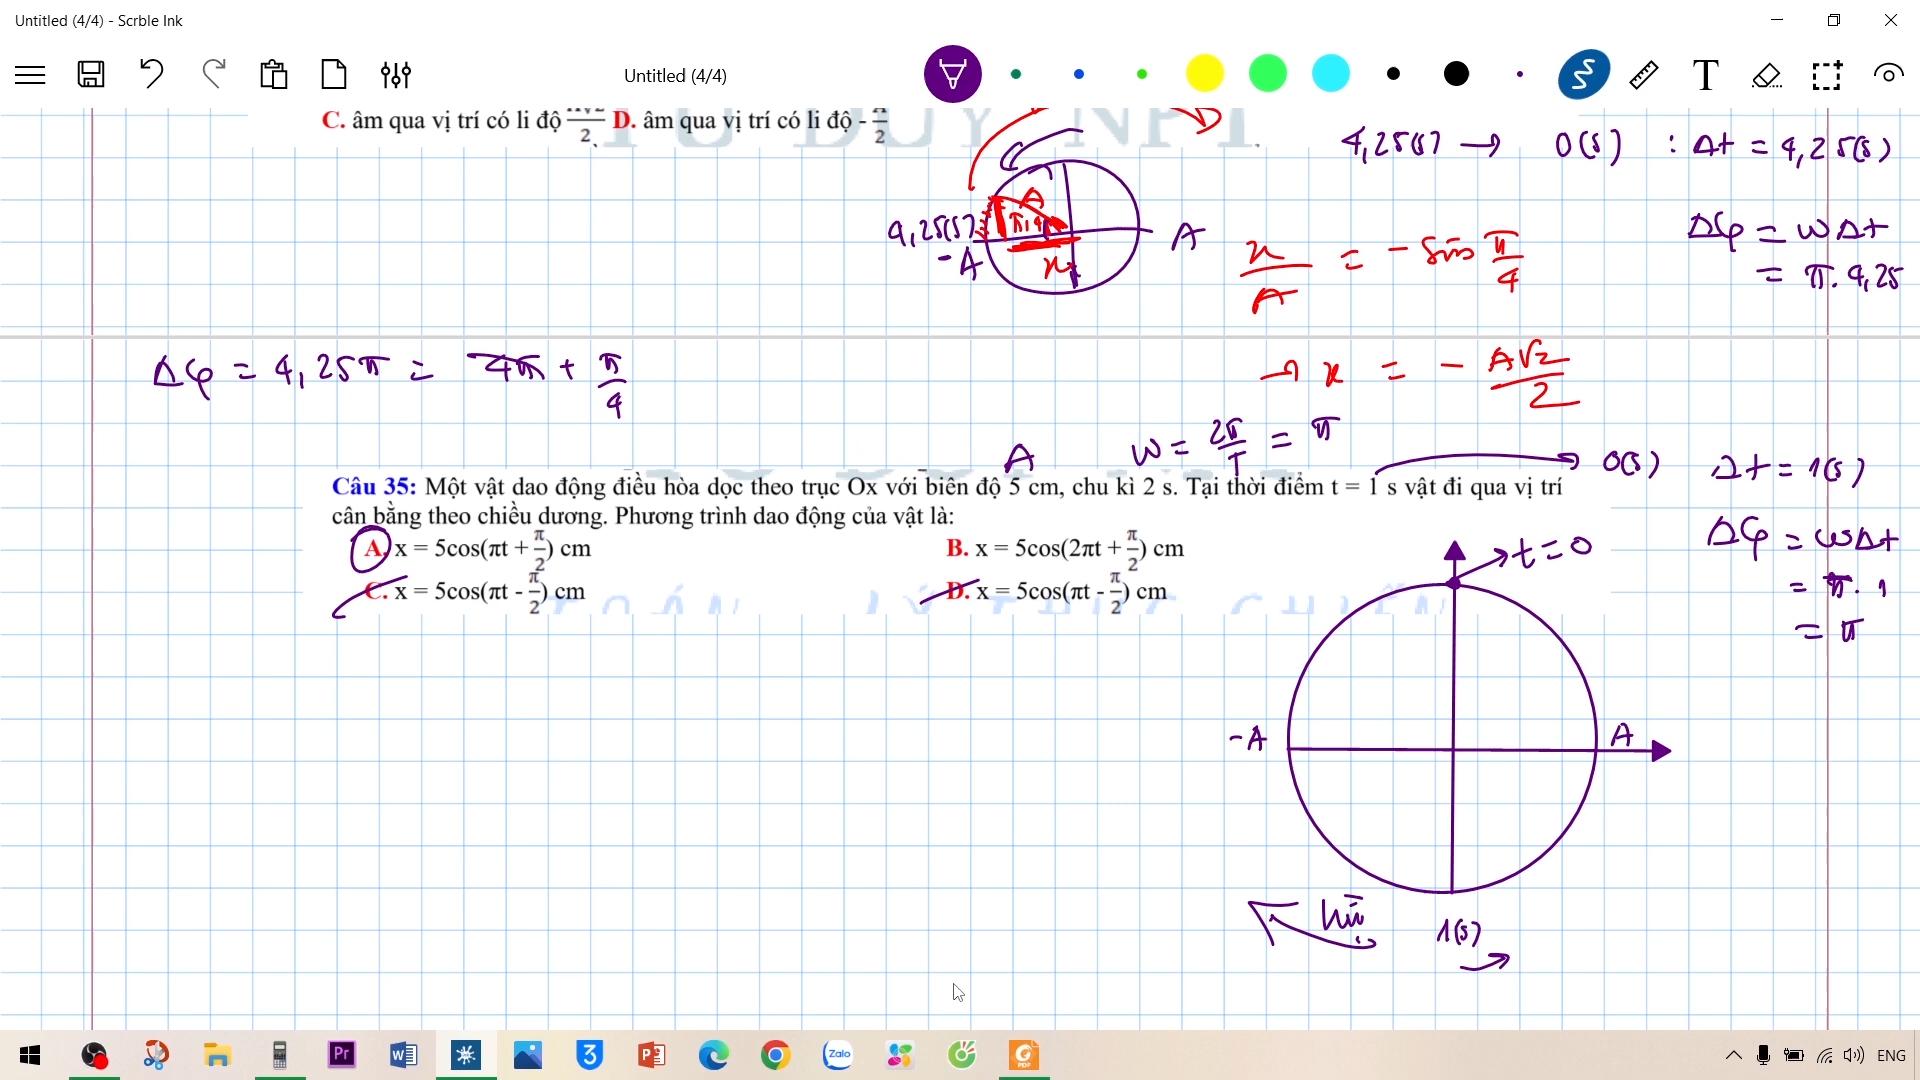 Untitled (4/4) - Scrble Ink
Untitled (4/4)
C. âm qua vị trí có li độ 2 D. âm qua vị trí có li độ - A/2
4,25(s) → 0(s) : Δt = 4,25(s)
4,25(s)
-A
A
A
π/4
x
x/A = - sin π/4
Δφ = ωΔt
= π. 4,25
Δφ = 4,25π = 4π + π/4
→ x = - A√2/2
A
ω = 2π/T = π
0(s)
Δt = 1(s)
Câu 35: Một vật dao động điều hòa dọc theo trục Ox với biên độ 5 cm, chu kì 2 s. Tại thời điểm t = 1 s vật đi qua vị trí
cân bằng theo chiều dương. Phương trình dao động của vật là:
A. x = 5cos(πt + π/2) cm
B. x = 5cos(2πt + π/2) cm
C. x = 5cos(πt - π/2) cm
D. x = 5cos(πt - π/2) cm
t = 0
Δφ = ωΔt
= π. 1
= π
-A
A
1(s)
ENG